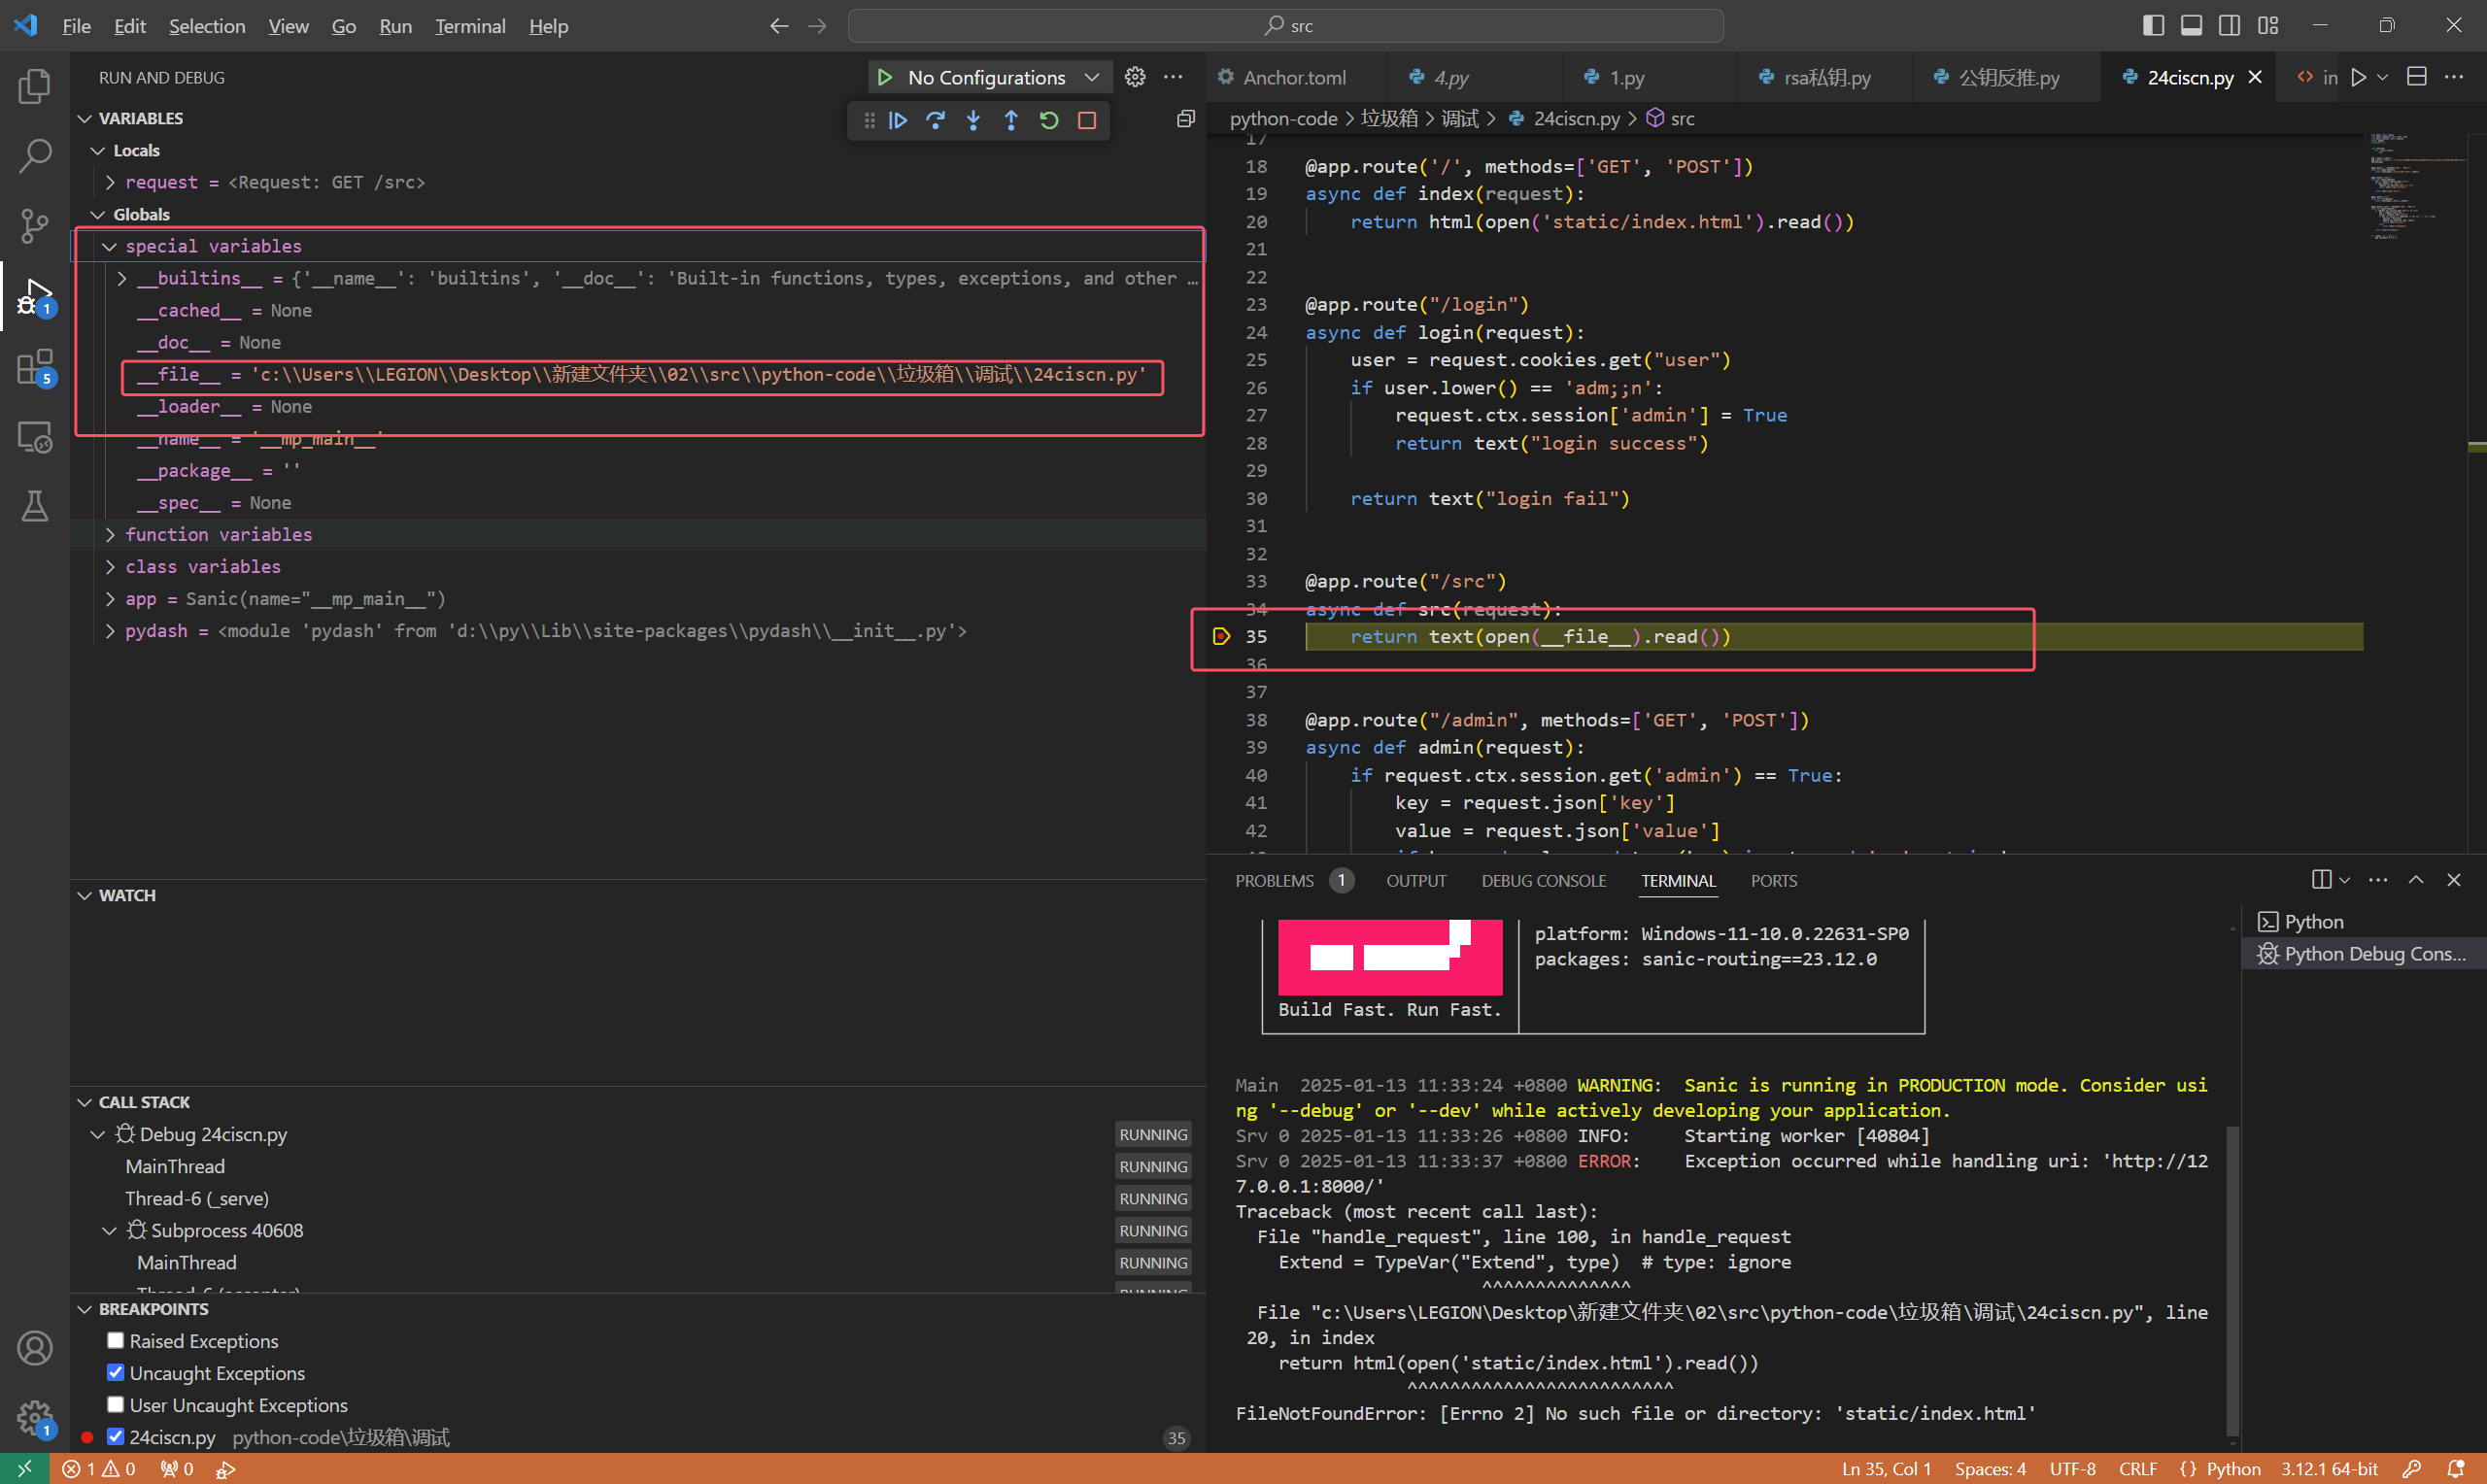 File Edit Selection View Go Run Terminal Help
src
RUN AND DEBUG
No Configurations
VARIABLES
Locals
request = <Request: GET /src>
Globals
special variables
__builtins__ = {'__name__': 'builtins', '__doc__': 'Built-in functions, types, exceptions, and other …
__cached__ = None
__doc__ = None
__file__ = 'c:\\Users\\LEGION\\Desktop\\新建文件夹\\02\\src\\python-code\\垃圾箱\\调试\\24ciscn.py'
__loader__ = None
__name__ = '__mp_main__'
__package__ = ''
__spec__ = None
function variables
class variables
app = Sanic(name="__mp_main__")
pydash = <module 'pydash' from 'd:\\py\\Lib\\site-packages\\pydash\\__init__.py'>
WATCH
CALL STACK
Debug 24ciscn.py RUNNING
MainThread RUNNING
Thread-6 (_serve) RUNNING
Subprocess 40608 RUNNING
MainThread RUNNING
Thread-6 (acceptor) RUNNING
BREAKPOINTS
Raised Exceptions
Uncaught Exceptions
User Uncaught Exceptions
24ciscn.py python-code\垃圾箱\调试 35
1
5
1
Anchor.toml 4.py 1.py rsa私钥.py 公钥反推.py 24ciscn.py in
python-code > 垃圾箱 > 调试 > 24ciscn.py > src
17
18 @app.route('/', methods=['GET', 'POST'])
19 async def index(request):
20 return html(open('static/index.html').read())
21
22
23 @app.route("/login")
24 async def login(request):
25 user = request.cookies.get("user")
26 if user.lower() == 'adm;;n':
27 request.ctx.session['admin'] = True
28 return text("login success")
29
30 return text("login fail")
31
32
33 @app.route("/src")
34 async def src(request):
35 return text(open(__file__).read())
36
37
38 @app.route("/admin", methods=['GET', 'POST'])
39 async def admin(request):
40 if request.ctx.session.get('admin') == True:
41 key = request.json['key']
42 value = request.json['value']
PROBLEMS 1 OUTPUT DEBUG CONSOLE TERMINAL PORTS
Python
Python Debug Cons...
platform: Windows-11-10.0.22631-SP0
packages: sanic-routing==23.12.0
Build Fast. Run Fast.
Main 2025-01-13 11:33:24 +0800 WARNING: Sanic is running in PRODUCTION mode. Consider usi
ng '--debug' or '--dev' while actively developing your application.
Srv 0 2025-01-13 11:33:26 +0800 INFO: Starting worker [40804]
Srv 0 2025-01-13 11:33:37 +0800 ERROR: Exception occurred while handling uri: 'http://12
7.0.0.1:8000/'
Traceback (most recent call last):
File "handle_request", line 100, in handle_request
Extend = TypeVar("Extend", type) # type: ignore
^^^^^^^^^^^^^^
File "c:\Users\LEGION\Desktop\新建文件夹\02\src\python-code\垃圾箱\调试\24ciscn.py", line
20, in index
return html(open('static/index.html').read())
^^^^^^^^^^^^^^^^^^^^^^^^^
FileNotFoundError: [Errno 2] No such file or directory: 'static/index.html'
1 0 0 Ln 35, Col 1 Spaces: 4 UTF-8 CRLF {} Python 3.12.1 64-bit